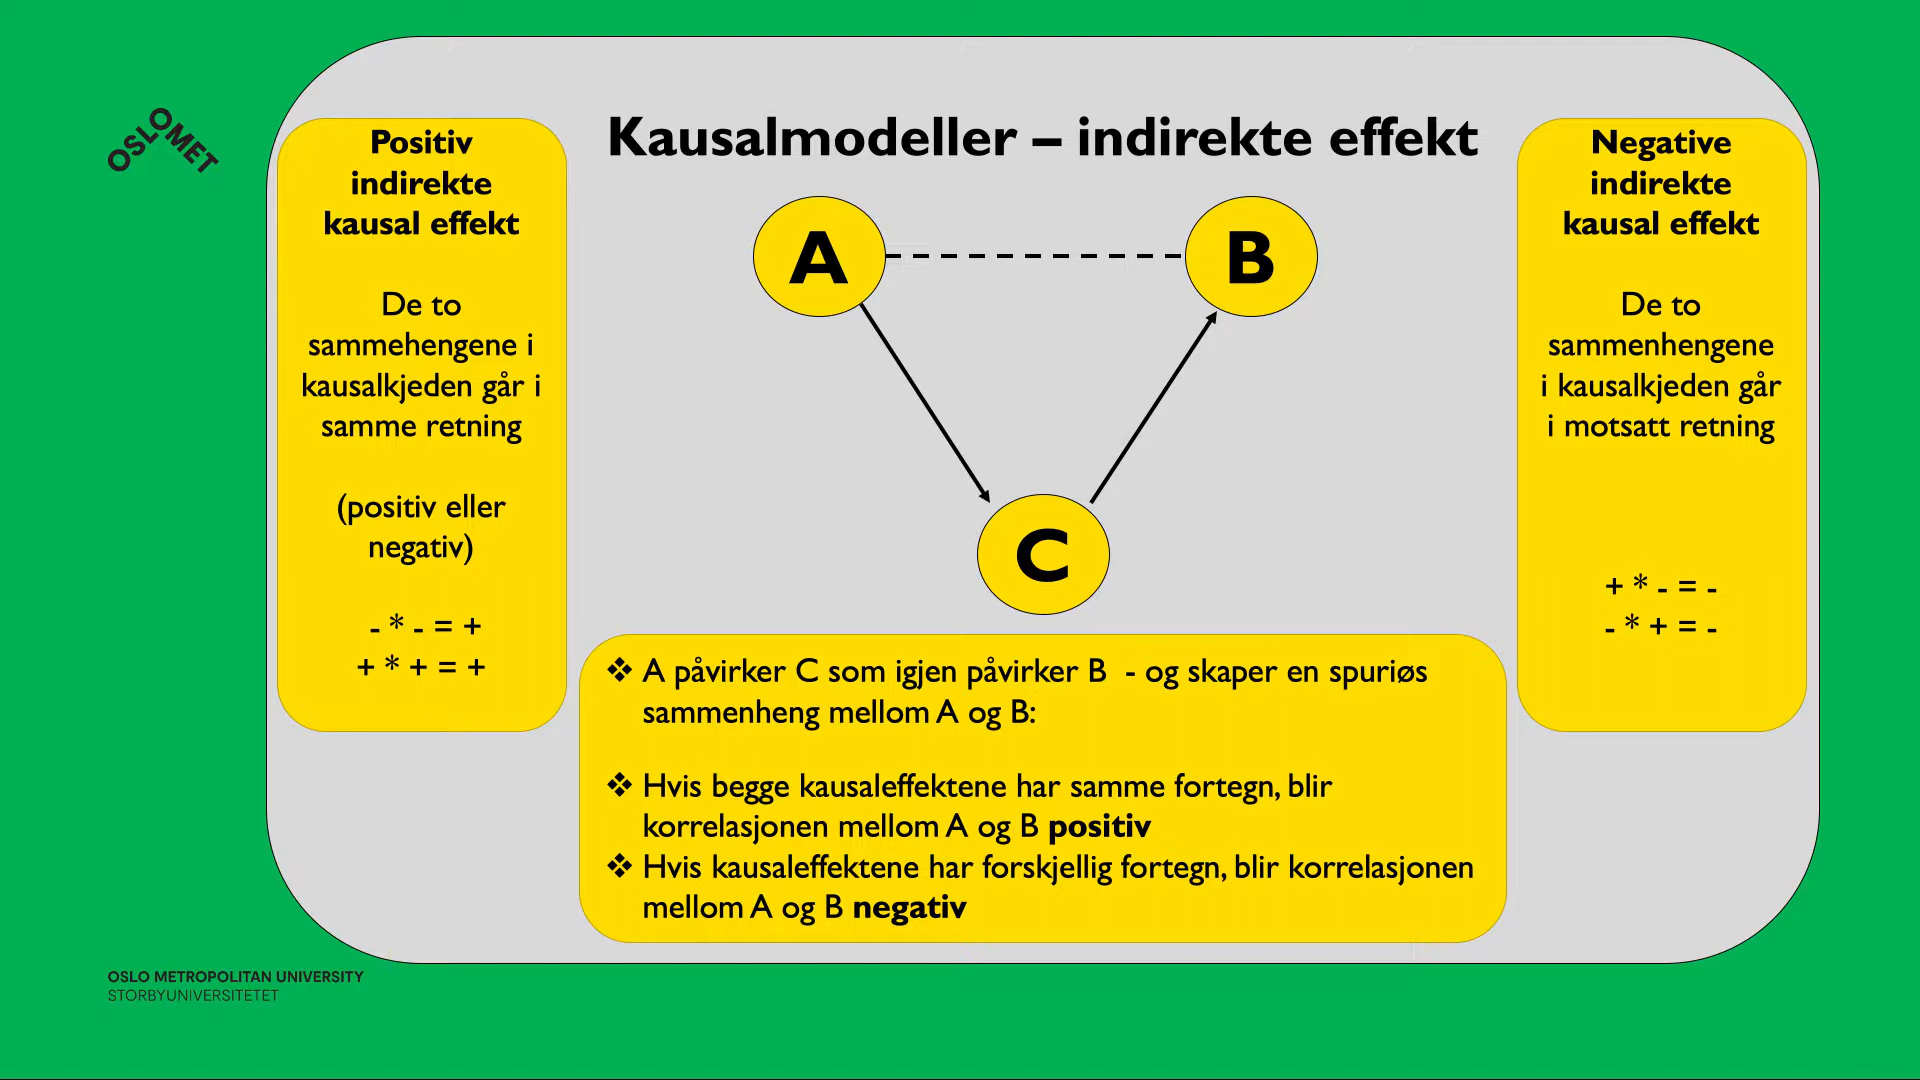 OSLOMET
Kausalmodeller – indirekte effekt
Positiv
indirekte
kausal effekt
De to
sammehengene i
kausalkjeden går i
samme retning
(positiv eller
negativ)
- * - = +
+ * + = +
A
B
C
Negative
indirekte
kausal effekt
De to
sammenhengene
i kausalkjeden går
i motsatt retning
+ * - = -
- * + = -
❖ A påvirker C som igjen påvirker B - og skaper en spuriøs
sammenheng mellom A og B:
❖ Hvis begge kausaleffektene har samme fortegn, blir
korrelasjonen mellom A og B positiv
❖ Hvis kausaleffektene har forskjellig fortegn, blir korrelasjonen
mellom A og B negativ
OSLO METROPOLITAN UNIVERSITY
STORBYUNIVERSITETET